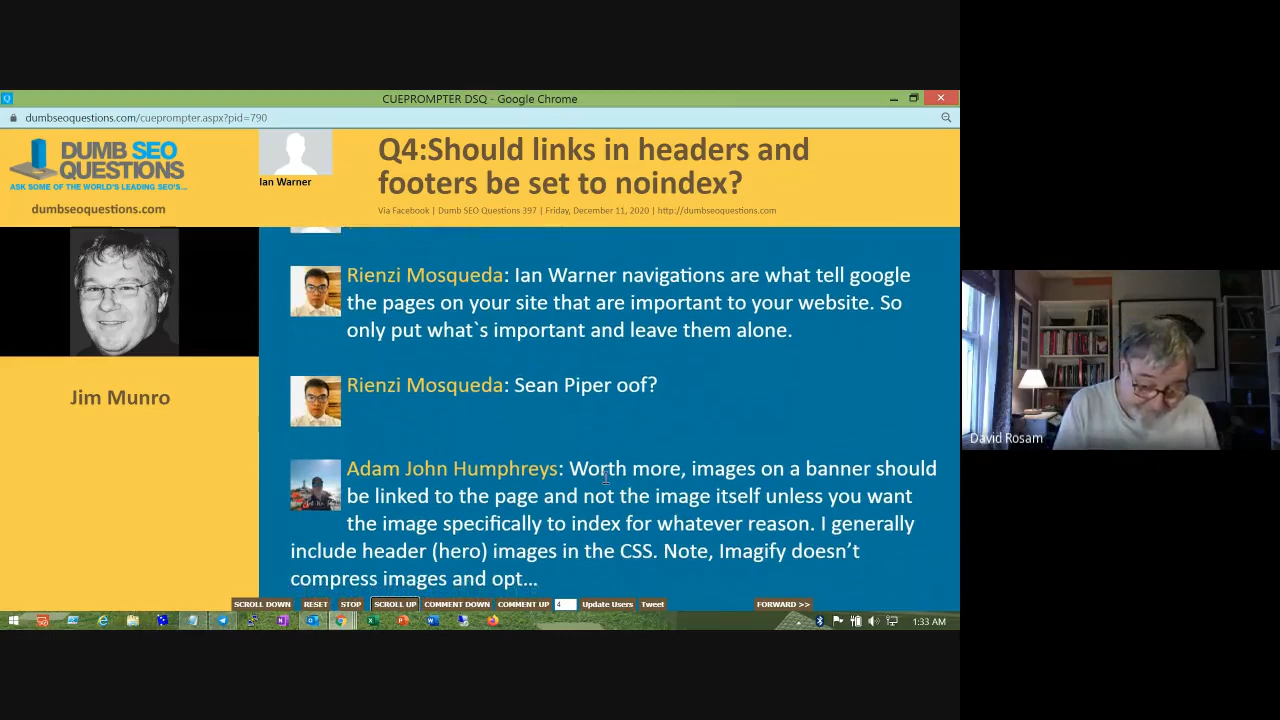 CUEPROMPTER DSQ - Google Chrome
dumbseoquestions.com/cueprompter.aspx?pid=790
DUMB SEO
QUESTIONS
ASK SOME OF THE WORLD'S LEADING SEO'S...
dumbseoquestions.com
Ian Warner
Q4:Should links in headers and
footers be set to noindex?
Via Facebook | Dumb SEO Questions 397 | Friday, December 11, 2020 | http://dumbseoquestions.com
Jim Munro
Rienzi Mosqueda: Ian Warner navigations are what tell google
the pages on your site that are important to your website. So
only put what`s important and leave them alone.
Rienzi Mosqueda: Sean Piper oof?
Adam John Humphreys: Worth more, images on a banner should
be linked to the page and not the image itself unless you want
the image specifically to index for whatever reason. I generally
include header (hero) images in the CSS. Note, Imagify doesn’t
compress images and opt...
SCROLL DOWN RESET STOP SCROLL UP COMMENT DOWN COMMENT UP 4 Update Users Tweet FORWARD >>
1:33 AM
David Rosam